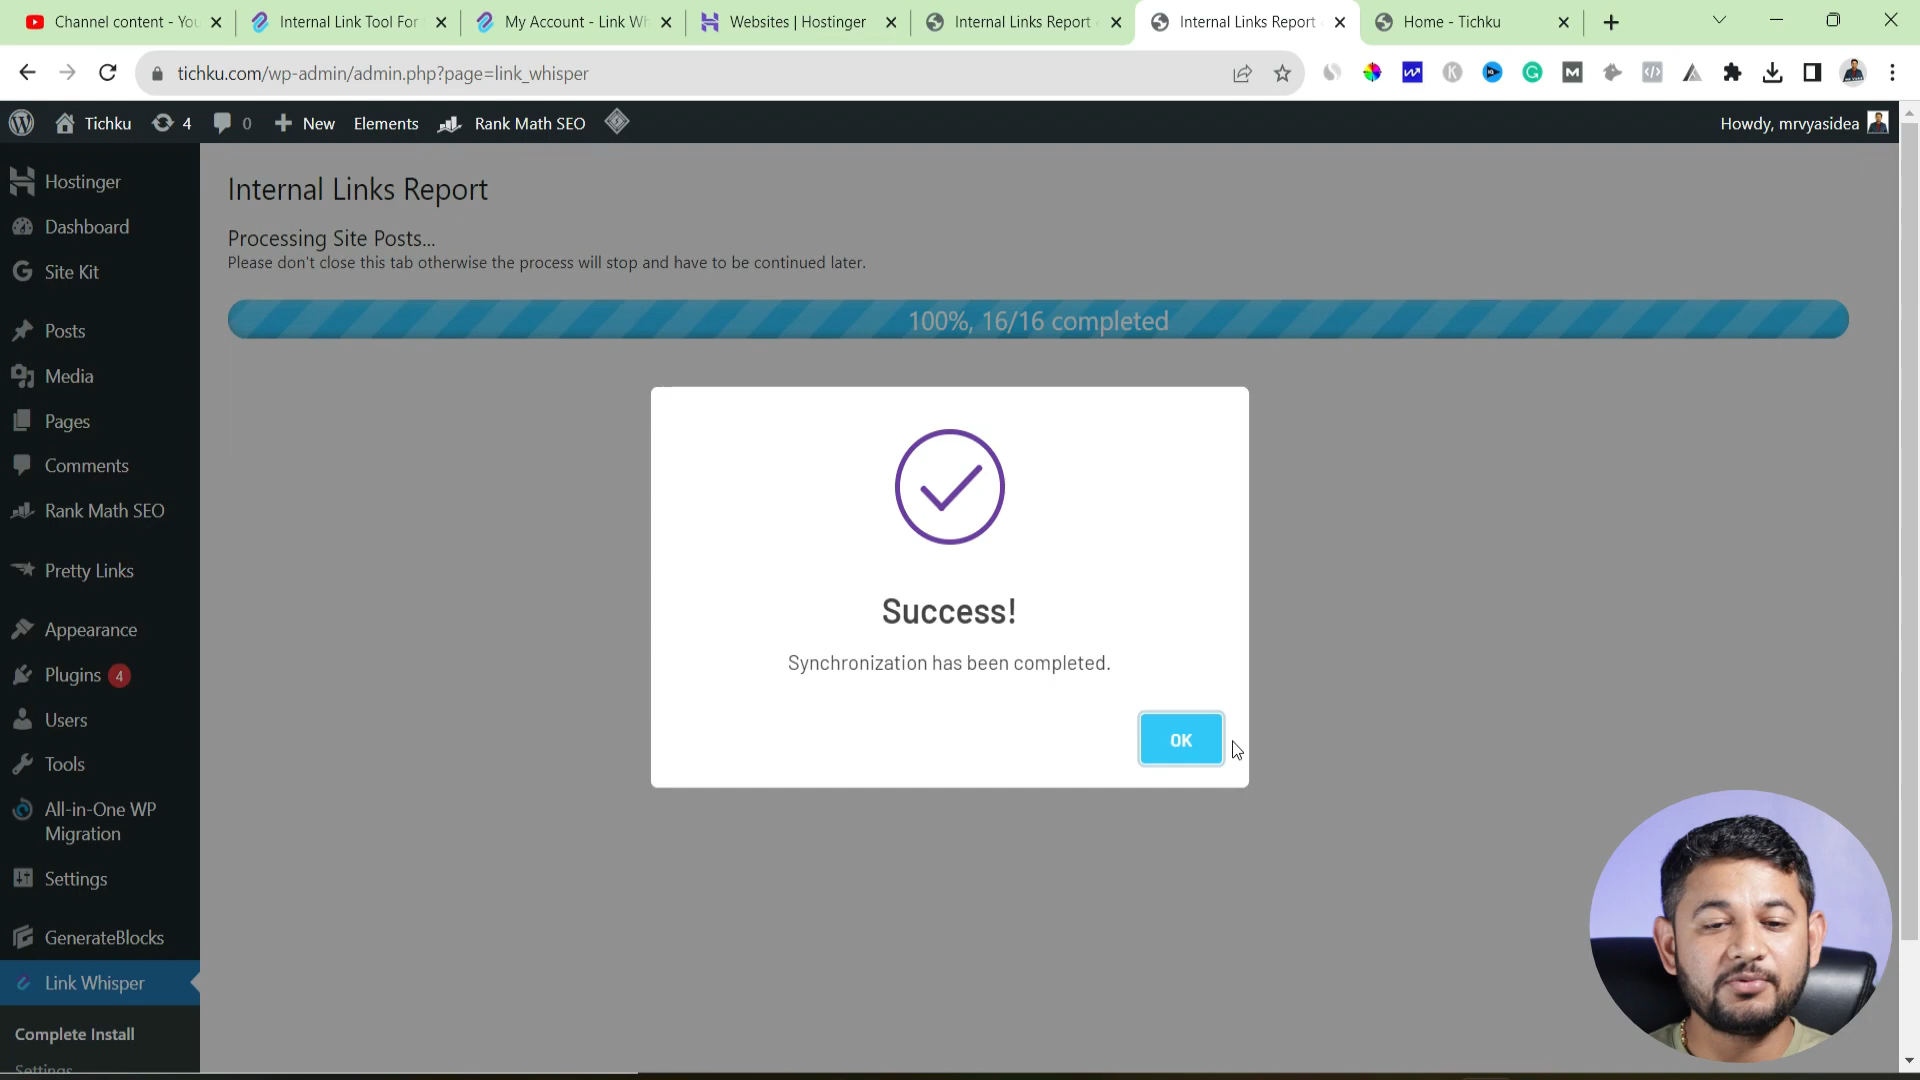 Channel content - You
Internal Link Tool For
My Account - Link Wh
Websites | Hostinger
Internal Links Report
Internal Links Report
Home - Tichku
tichku.com/wp-admin/admin.php?page=link_whisper
Tichku
4
0
New
Elements
Rank Math SEO
Howdy, mrvyasidea
Hostinger
Dashboard
Site Kit
Posts
Media
Pages
Comments
Rank Math SEO
Pretty Links
Appearance
Plugins 4
Users
Tools
All-in-One WP
Migration
Settings
GenerateBlocks
Link Whisper
Complete Install
Settings
Internal Links Report
Processing Site Posts...
Please don't close this tab otherwise the process will stop and have to be continued later.
100%, 16/16 completed
Success!
Synchronization has been completed.
OK